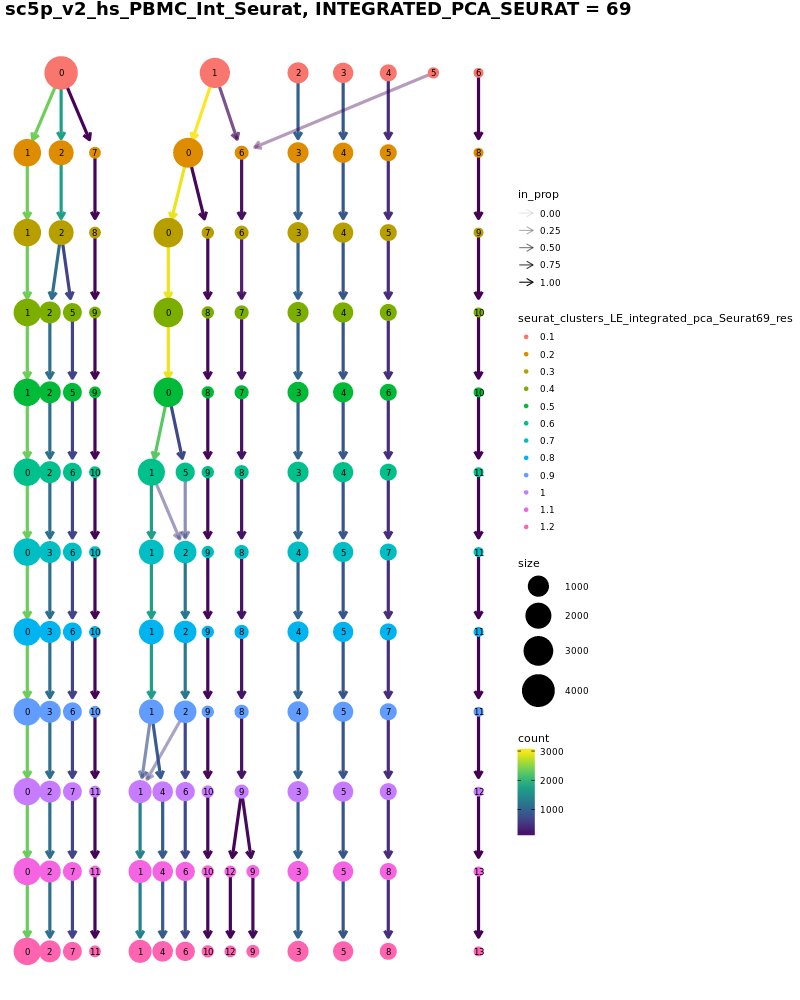 sc5p_v2_hs_PBMC_Int_Seurat, INTEGRATED_PCA_SEURAT = 69
0 1 2 3 4 5 6
1 2 7 0 6 3 4 5 8
1 2 8 0 7 6 3 4 5 9
1 2 5 9 0 8 7 3 4 6 10
1 2 5 9 0 8 7 3 4 6 10
0 2 6 10 1 5 9 8 3 4 7 11
0 3 6 10 1 2 9 8 4 5 7 11
0 3 6 10 1 2 9 8 4 5 7 11
0 3 6 10 1 2 9 8 4 5 7 11
0 2 7 11 1 4 6 10 9 3 5 8 12
0 2 7 11 1 4 6 10 12 9 3 5 8 13
0 2 7 11 1 4 6 10 12 9 3 5 8 13
in_prop
0.00
0.25
0.50
0.75
1.00
seurat_clusters_LE_integrated_pca_Seurat69_res
0.1
0.2
0.3
0.4
0.5
0.6
0.7
0.8
0.9
1
1.1
1.2
size
1000
2000
3000
4000
count
3000
2000
1000